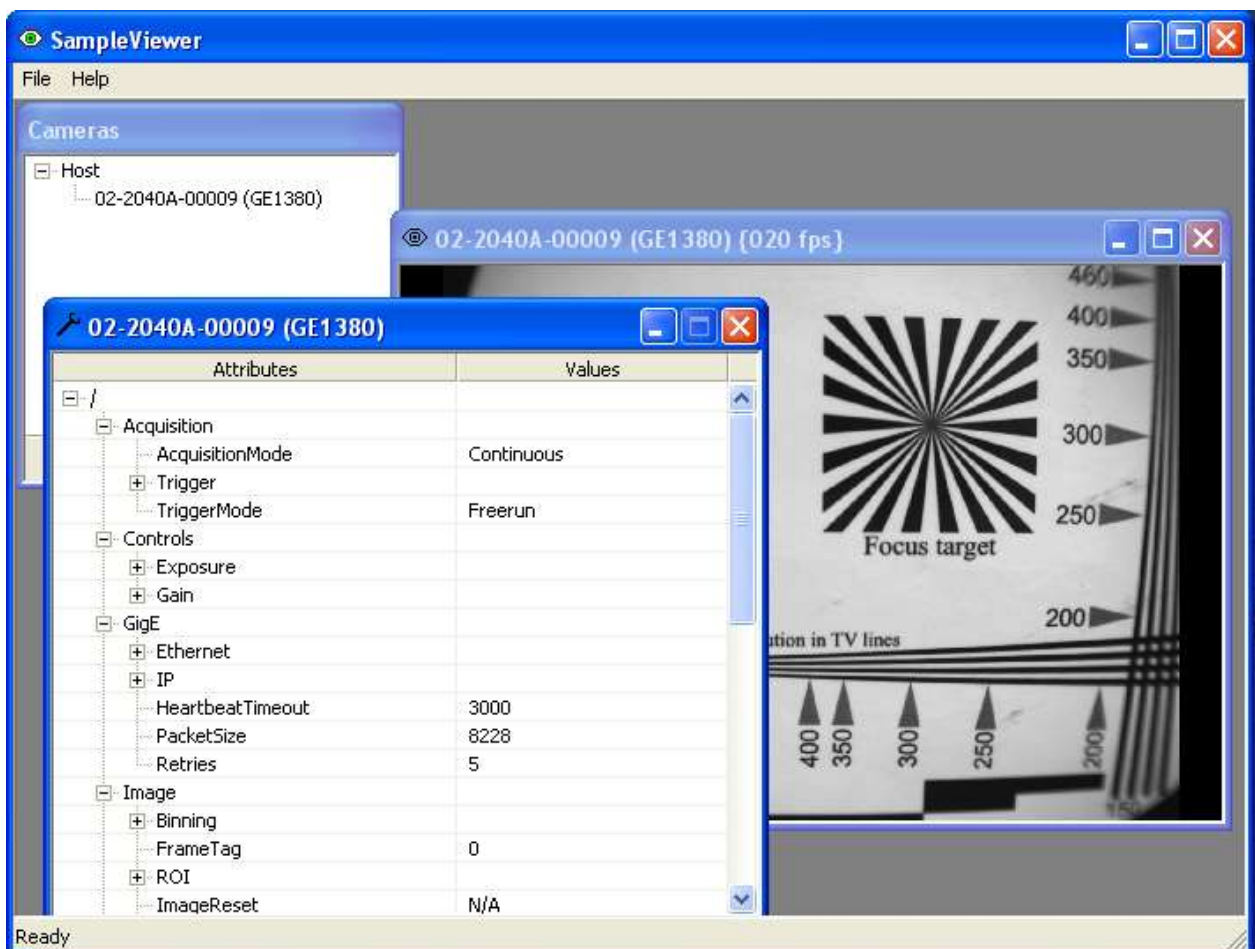 SampleViewer
File Help
Cameras
Host
02-2040A-00009 (GE1380)
02-2040A-00009 (GE1380) {020 fps}
460
400
350
300
250
200
Focus target
ution in TV lines
400
350
300
250
200
150
02-2040A-00009 (GE1380)
Attributes Values
/
Acquisition
AcquisitionMode Continuous
Trigger
TriggerMode Freerun
Controls
Exposure
Gain
GigE
Ethernet
IP
HeartbeatTimeout 3000
PacketSize 8228
Retries 5
Image
Binning
FrameTag 0
ROI
ImageReset N/A
Ready